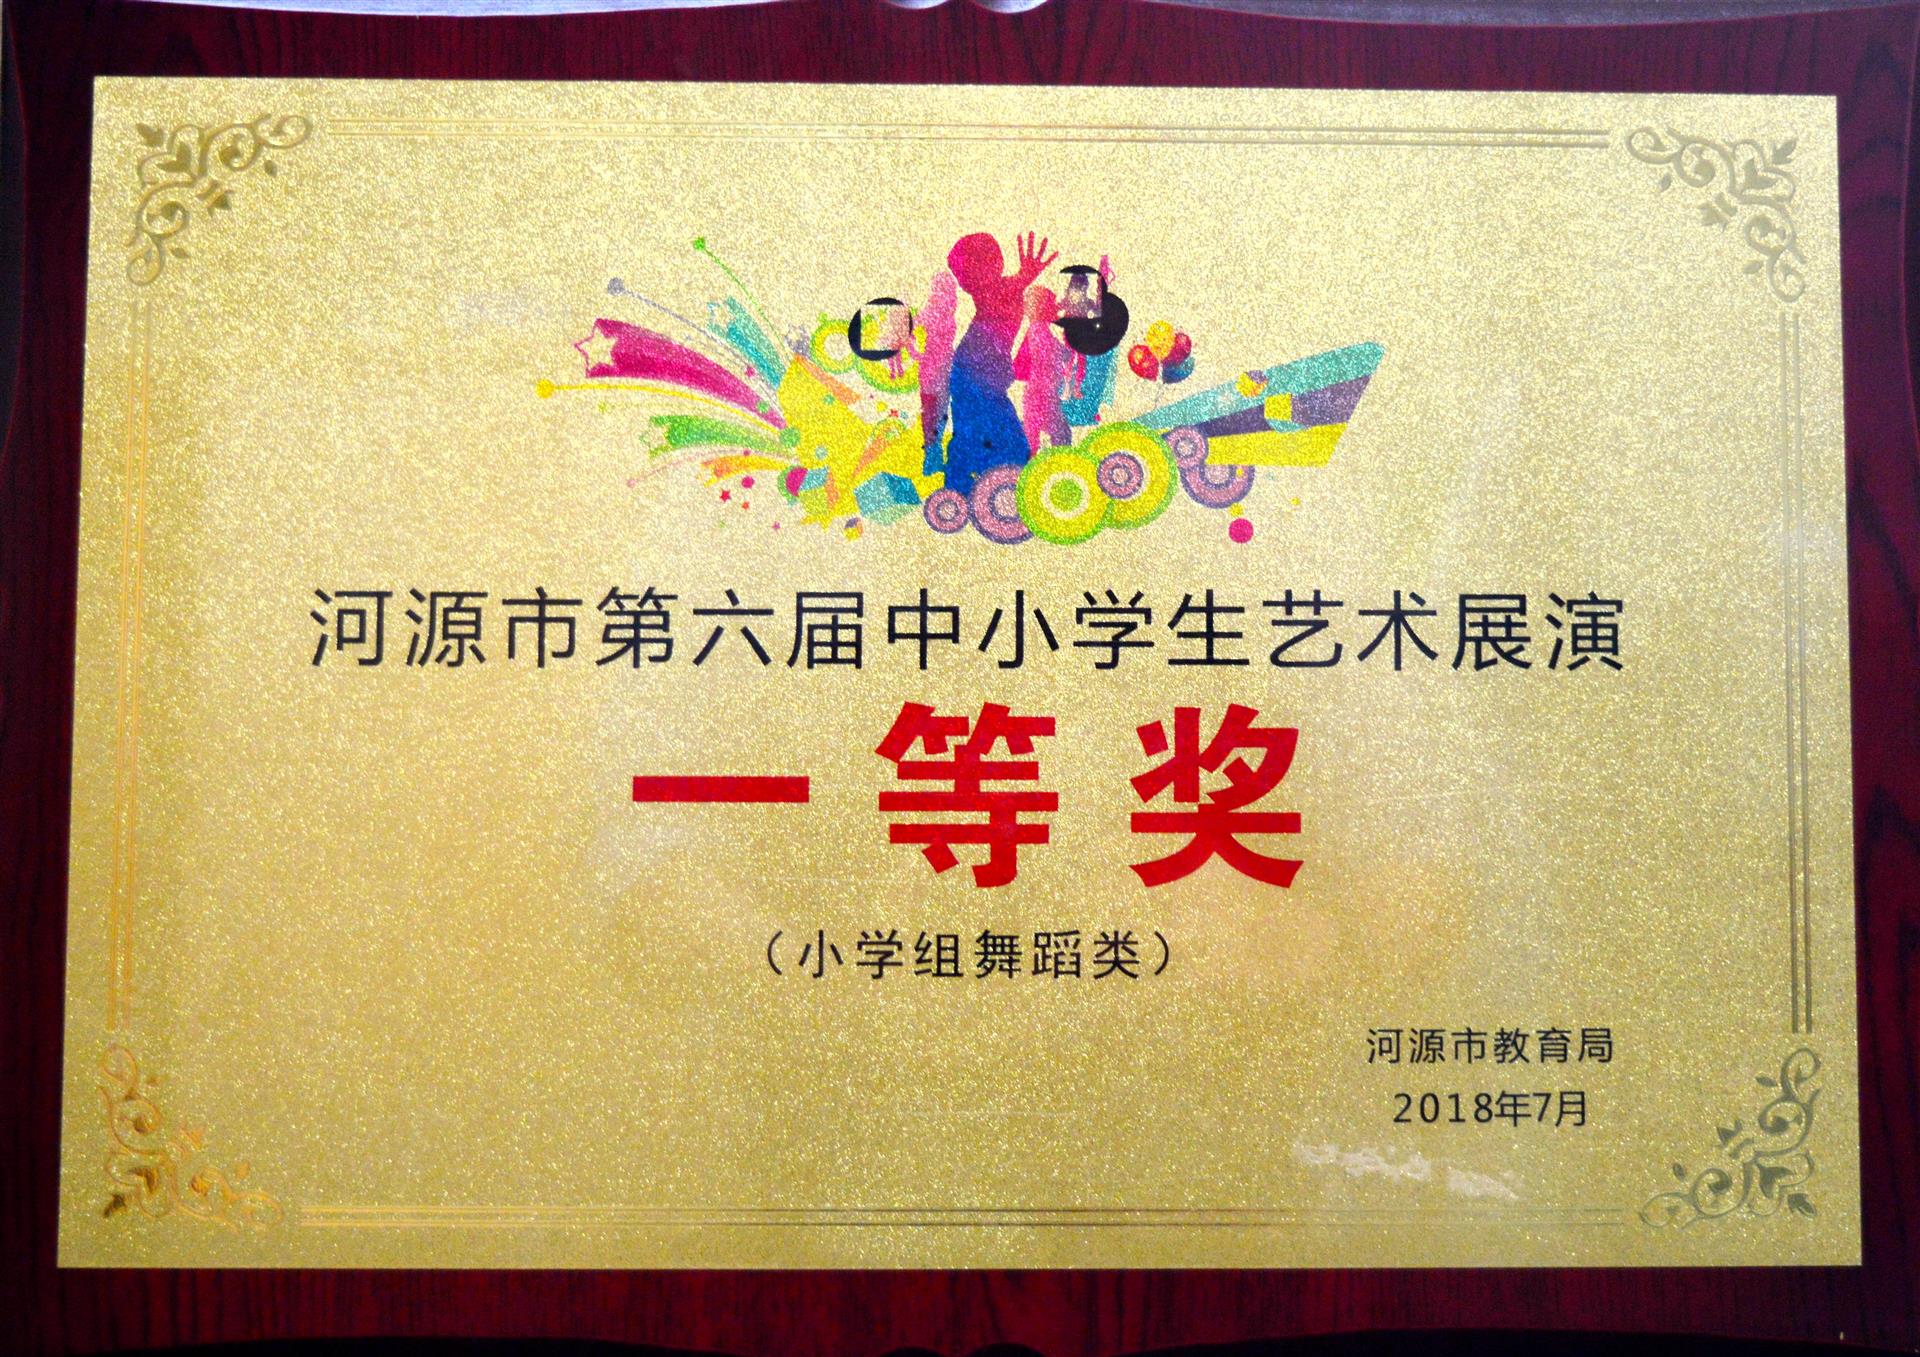 河源市第六届中小学生艺术展演
一等奖
（小学组舞蹈类）
河源市教育局
2018年7月